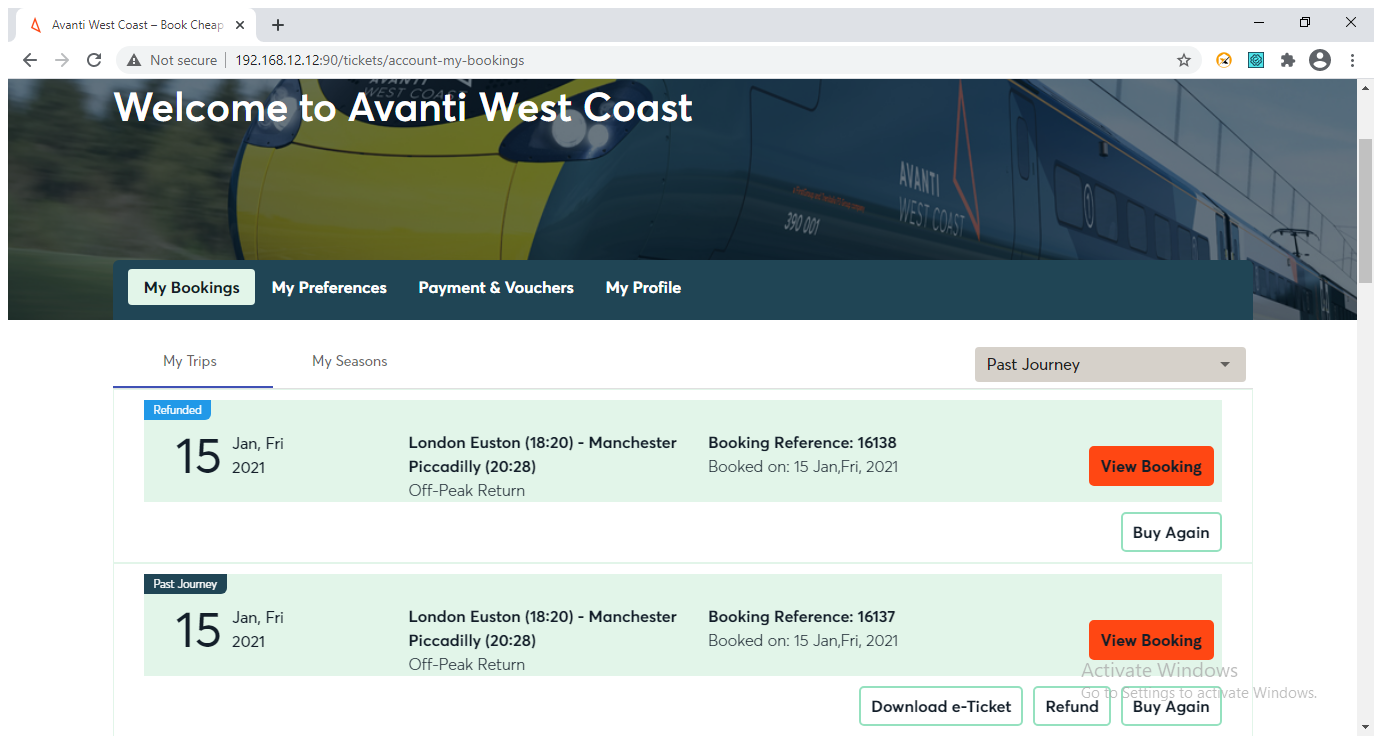 Avanti West Coast – Book Cheap
Not secure
192.168.12.12:90/tickets/account-my-bookings
AVANTI
WEST COAST
Welcome to Avanti West Coast
AVANTI
WEST COAST
390 001
My Bookings
My Preferences
Payment & Vouchers
My Profile
My Trips
My Seasons
Past Journey
Refunded
15
Jan, Fri
2021
London Euston (18:20) - Manchester
Piccadilly (20:28)
Off-Peak Return
Booking Reference: 16138
Booked on: 15 Jan,Fri, 2021
View Booking
Buy Again
Past Journey
15
Jan, Fri
2021
London Euston (18:20) - Manchester
Piccadilly (20:28)
Off-Peak Return
Booking Reference: 16137
Booked on: 15 Jan,Fri, 2021
View Booking
Activate Windows
Go to Settings to activate Windows.
Download e-Ticket
Refund
Buy Again